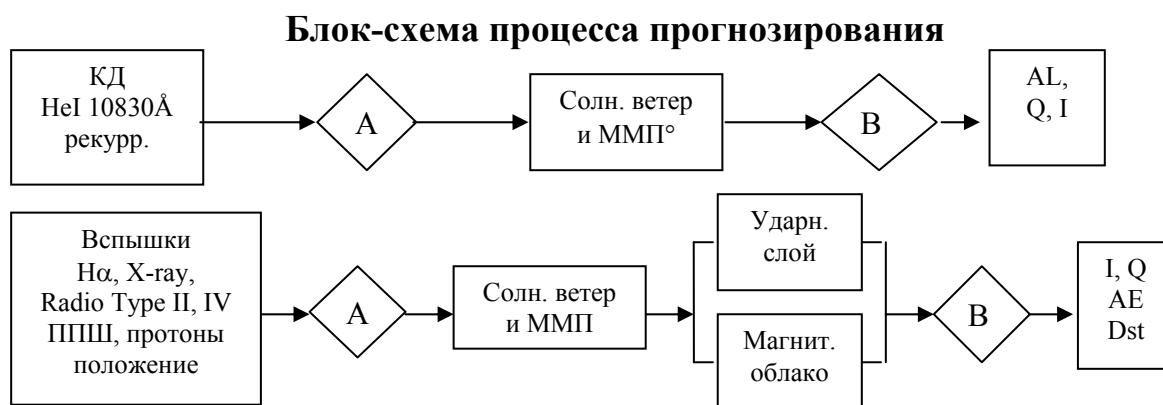 Блок-схема процесса прогнозирования
КД
HeI 10830Å
рекурр.
А
Солн. ветер
и ММП°
В
AL,
Q, I
Вспышки
Hα, X-ray,
Radio Type II, IV
ППШ, протоны
положение
А
Солн. ветер
и ММП
Ударн.
слой
Магнит.
облако
В
I, Q
AE
Dst